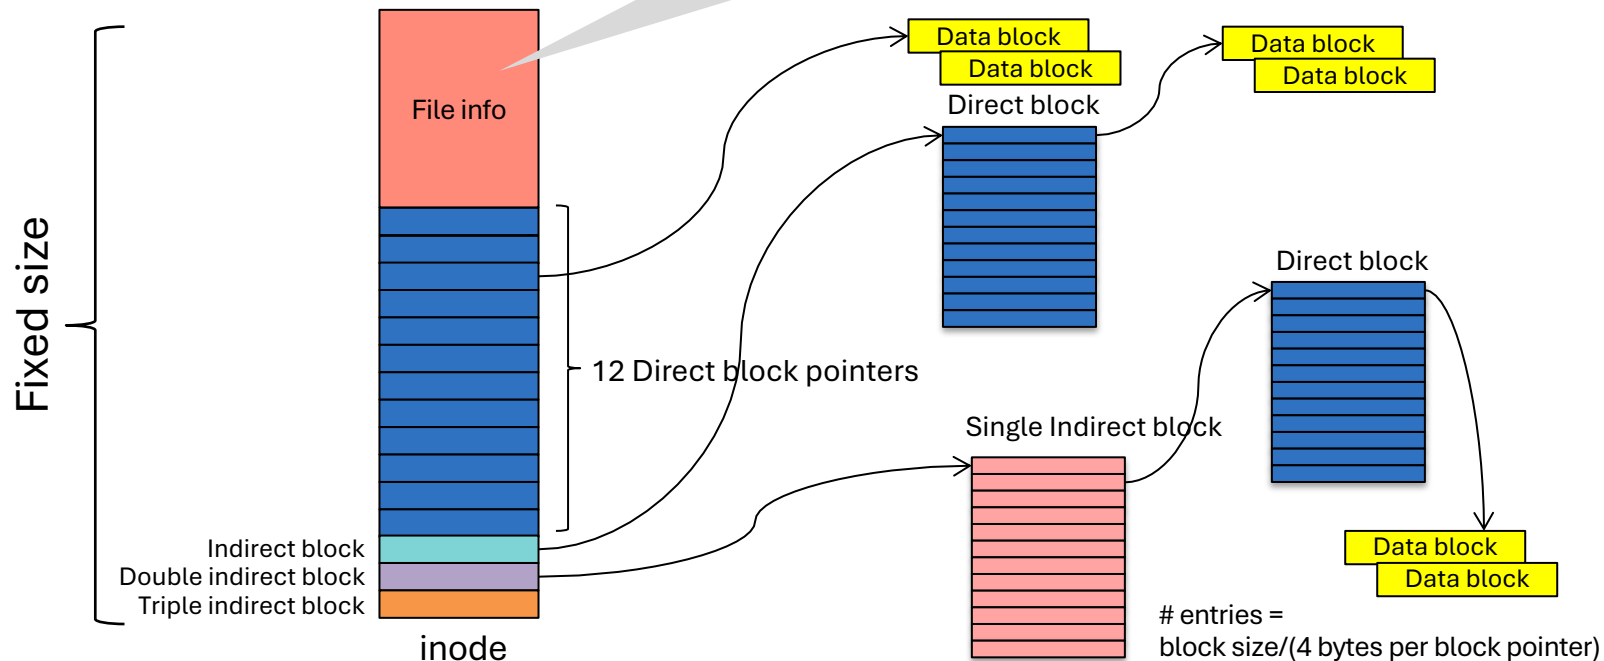 Fixed size
File info
12 Direct block pointers
Indirect block
Double indirect block
Triple indirect block
inode
Data block
Data block
Direct block
Data block
Data block
Direct block
Single Indirect block
Data block
Data block
# entries =
block size/(4 bytes per block pointer)